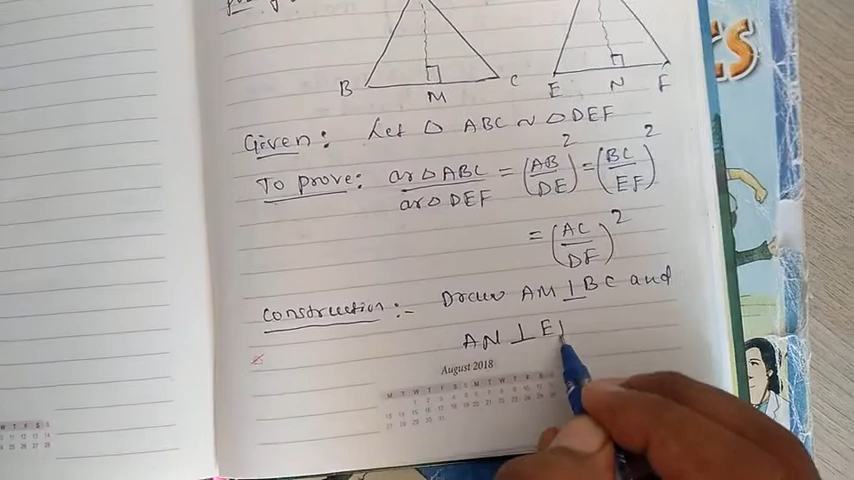 B M C E N F
Given: Let △ ABC ~ △ DEF
To prove: ar △ ABC / ar △ DEF = (AB/DE)² = (BC/EF)²
= (AC/DF)²
Construction:- Draw AM ⊥ BC and
AN ⊥ E
August 2018
M T W T F S S
CS